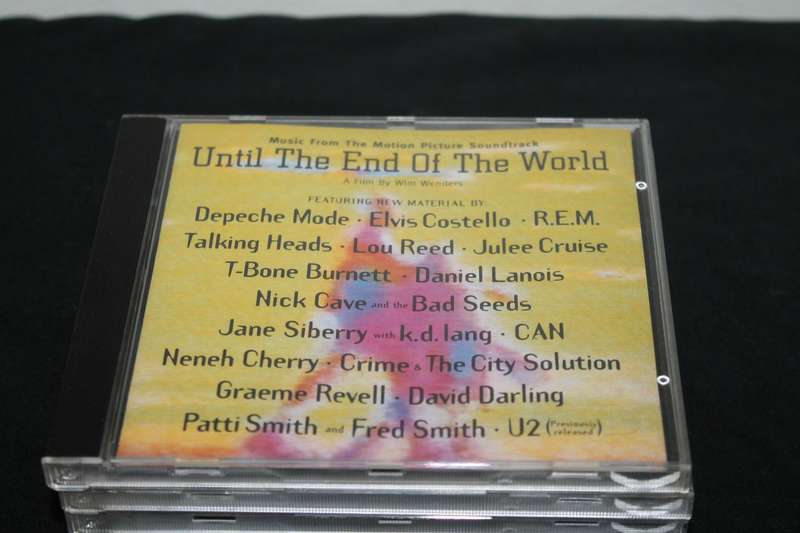 Music From The Motion Picture Soundtrack
Until The End Of The World
A Film By Wim Wenders
FEATURING NEW MATERIAL BY:
Depeche Mode · Elvis Costello · R.E.M.
Talking Heads · Lou Reed · Julee Cruise
T-Bone Burnett · Daniel Lanois
Nick Cave and the Bad Seeds
Jane Siberry with k.d. lang · CAN
Neneh Cherry · Crime & The City Solution
Graeme Revell · David Darling
Patti Smith and Fred Smith · U2 (Previously released)